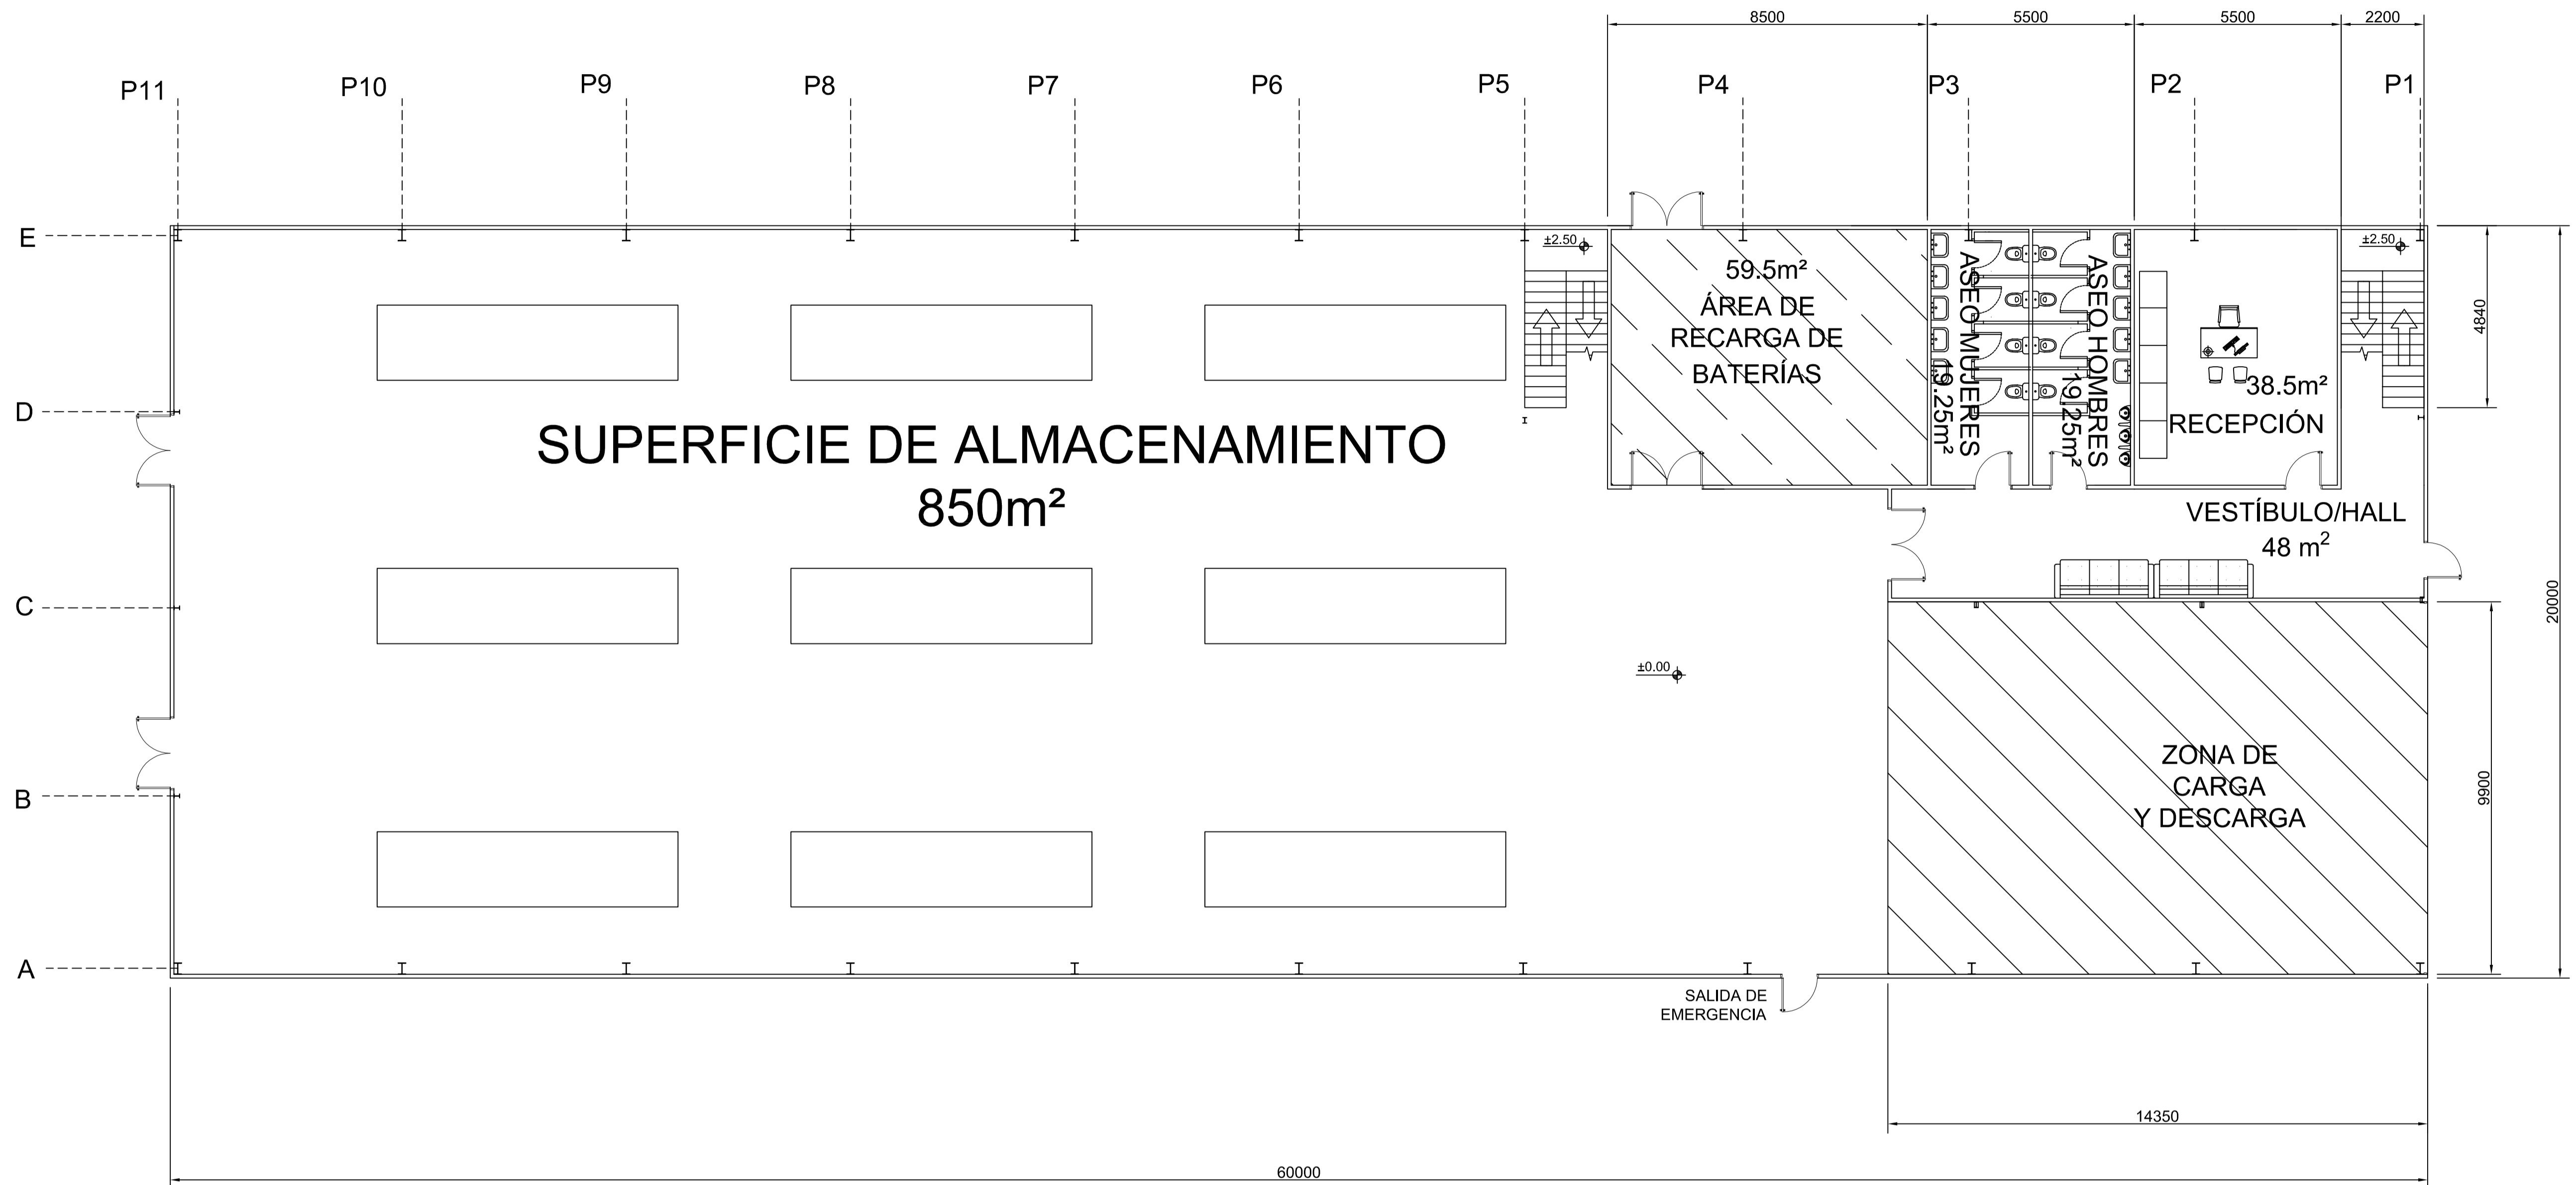 8500
5500
5500
2200
P11
P10
P9
P8
P7
P6
P5
P4
P3
P2
P1
E
D
C
B
A
±2.50
±2.50
59.5m²
ÁREA DE
RECARGA DE
BATERÍAS
ASEO MUJERES
19.25m²
ASEO HOMBRES
19,25m²
38.5m²
RECEPCIÓN
4840
SUPERFICIE DE ALMACENAMIENTO
850m²
VESTÍBULO/HALL
48 m²
20000
±0.00
ZONA DE
CARGA
Y DESCARGA
9900
SALIDA DE
EMERGENCIA
14350
60000